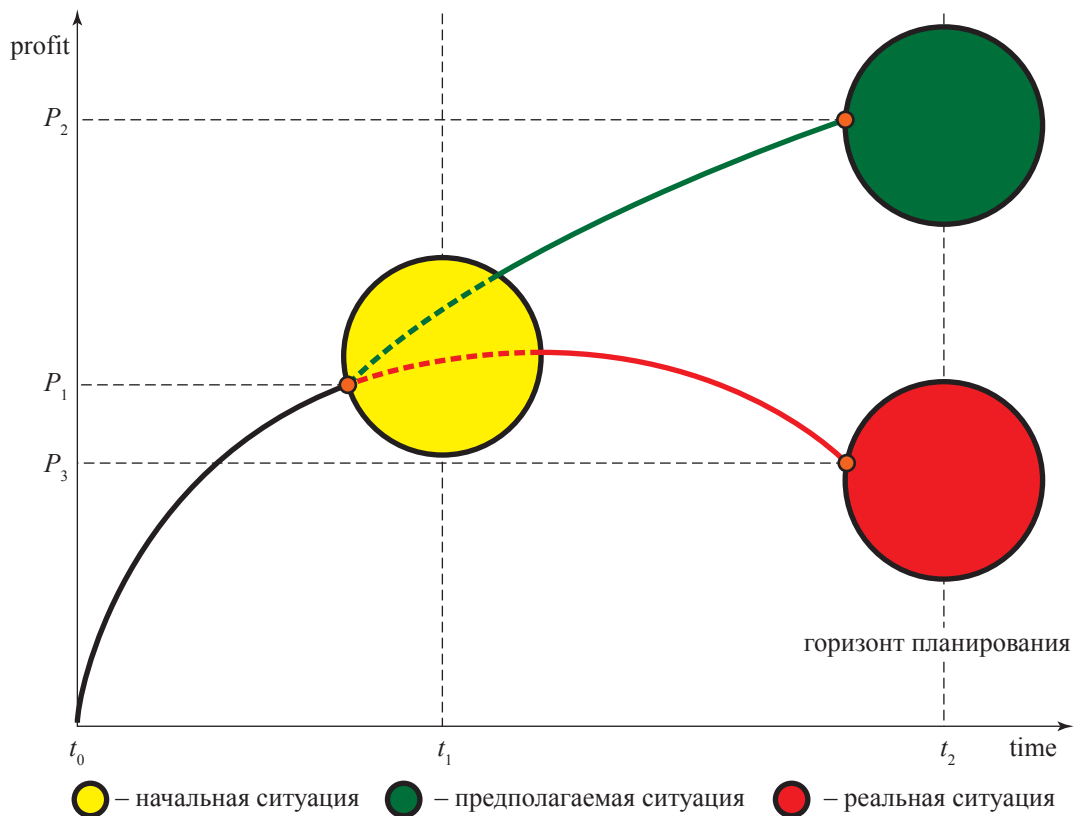 profit
P2
P1
P3
горизонт планирования
t0 t1 t2 time
– начальная ситуация – предполагаемая ситуация – реальная ситуация